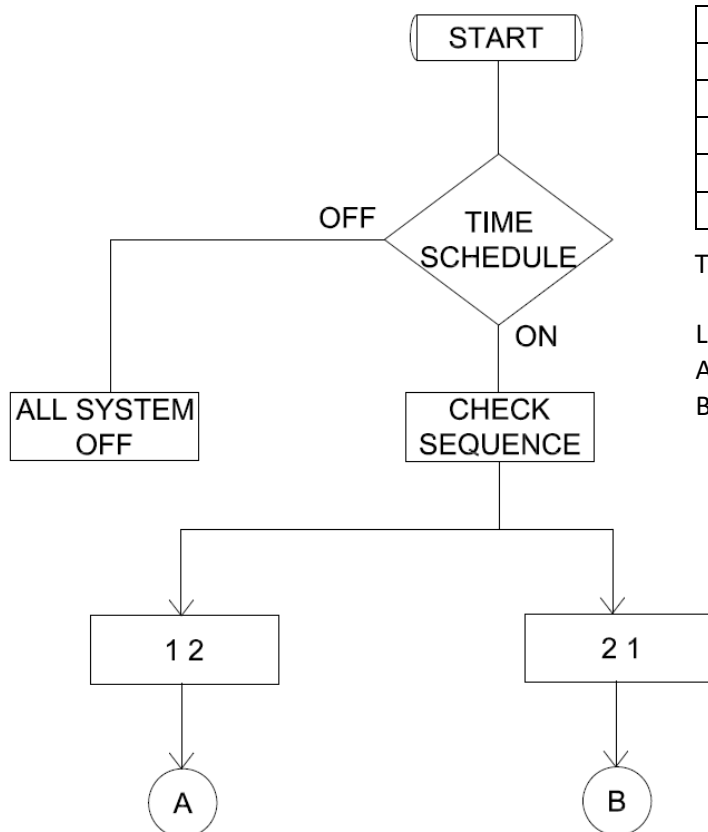 START
OFF
TIME
SCHEDULE
T
ON
L
A
B
ALL SYSTEM
OFF
CHECK
SEQUENCE
1 2
2 1
A
B